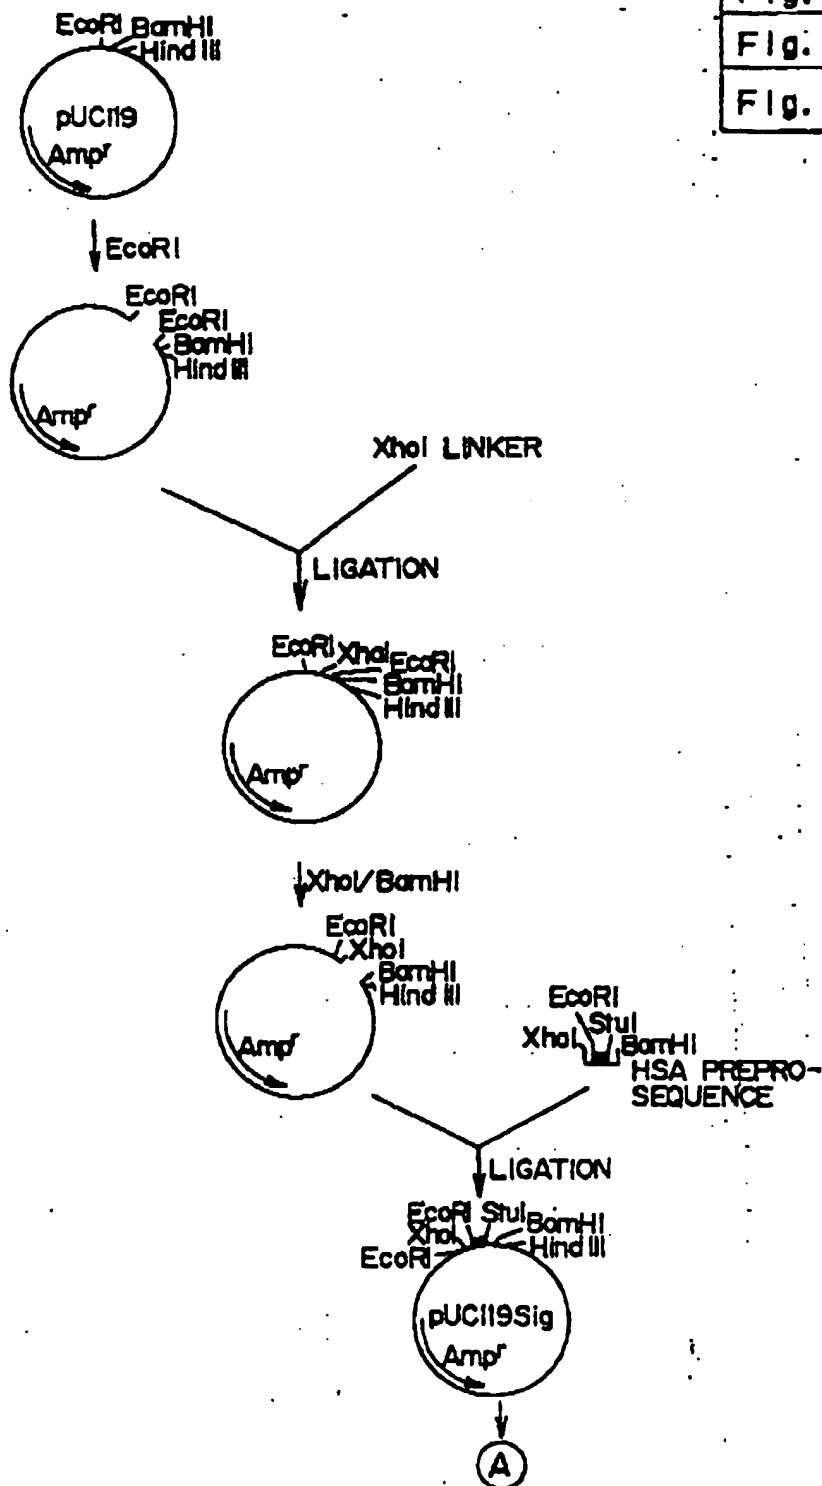 Fig.
Fig.
Fig.
EcoRI BamHI
Hind III
pUC119
Ampr
EcoRI
EcoRI
EcoRI
BamHI
Hind III
Ampr
XhoI LINKER
LIGATION
EcoRI XhoI EcoRI
BamHI
Hind III
Ampr
XhoI/BamHI
EcoRI
XhoI
BamHI
Hind III
Ampr
EcoRI
StuI
XhoI BamHI
HSA PREPRO-
SEQUENCE
LIGATION
EcoRI StuI
XhoI BamHI
EcoRI Hind III
pUC119Sig
Ampr
A